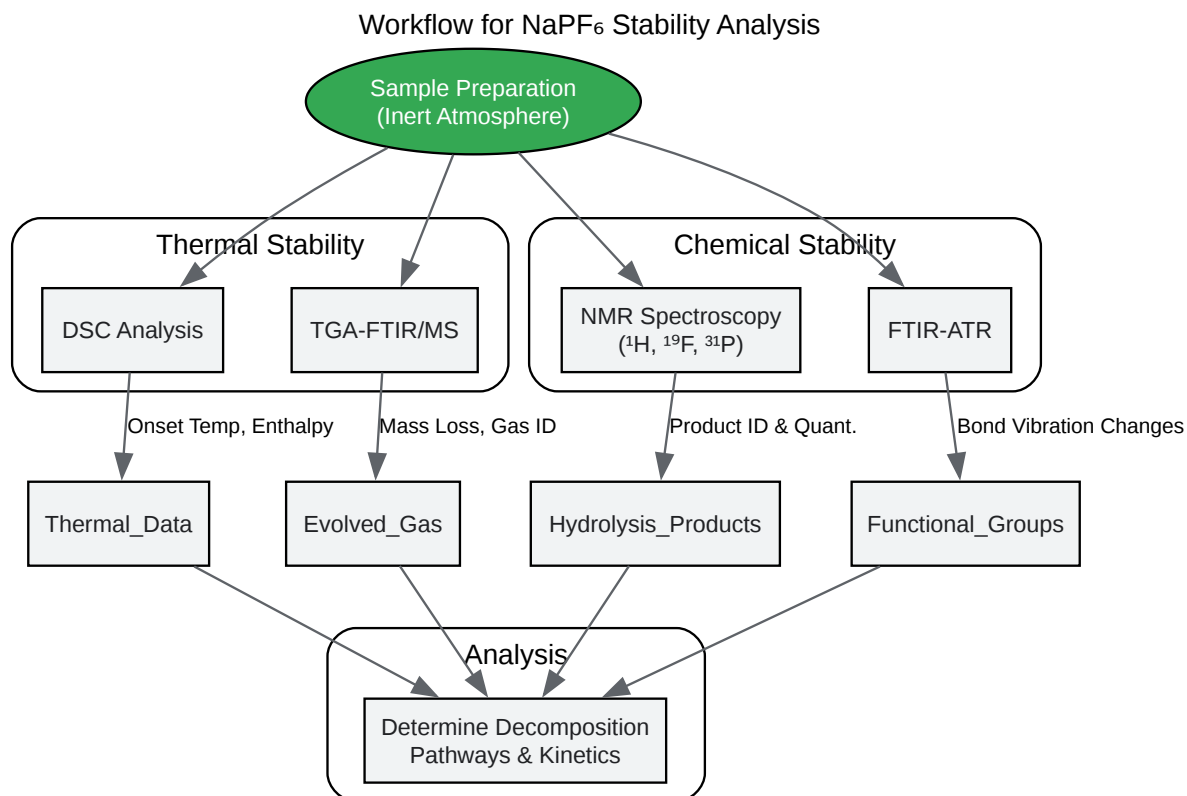 Workflow for NaPF₆ Stability Analysis
Sample Preparation
(Inert Atmosphere)
Thermal Stability
Chemical Stability
DSC Analysis
TGA-FTIR/MS
NMR Spectroscopy
(¹H, ¹⁹F, ³¹P)
FTIR-ATR
Onset Temp, Enthalpy
Mass Loss, Gas ID
Product ID & Quant.
Bond Vibration Changes
Thermal_Data
Evolved_Gas
Hydrolysis_Products
Functional_Groups
Analysis
Determine Decomposition
Pathways & Kinetics